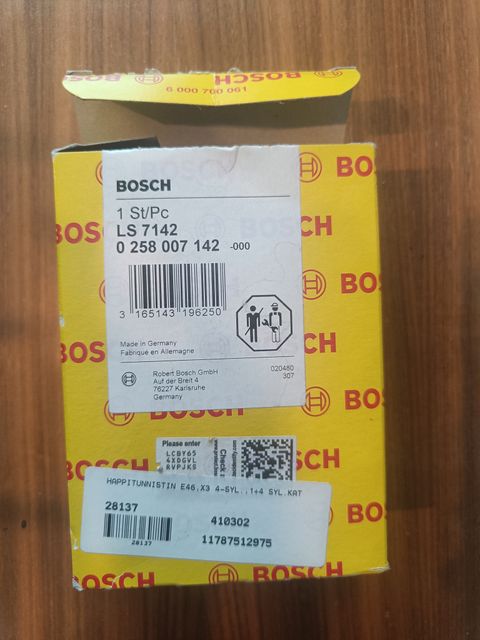 BOSCH
6 000 700 061
BOSCH
1 St/Pc
LS 7142
0 258 007 142 -000
3 165143 196250
Made in Germany
Fabriqué en Allemagne
Robert Bosch GmbH
Auf der Breit 4
76227 Karlsruhe
Germany
020480
307
Please enter
LCBY65
4XDGVL
RVPJKS
HAPPITUNNISTIN E46,X3 4-SYL..1+4 SYL.KAT
28137
410302
28137
11787512975
BOSCH
BOSCH